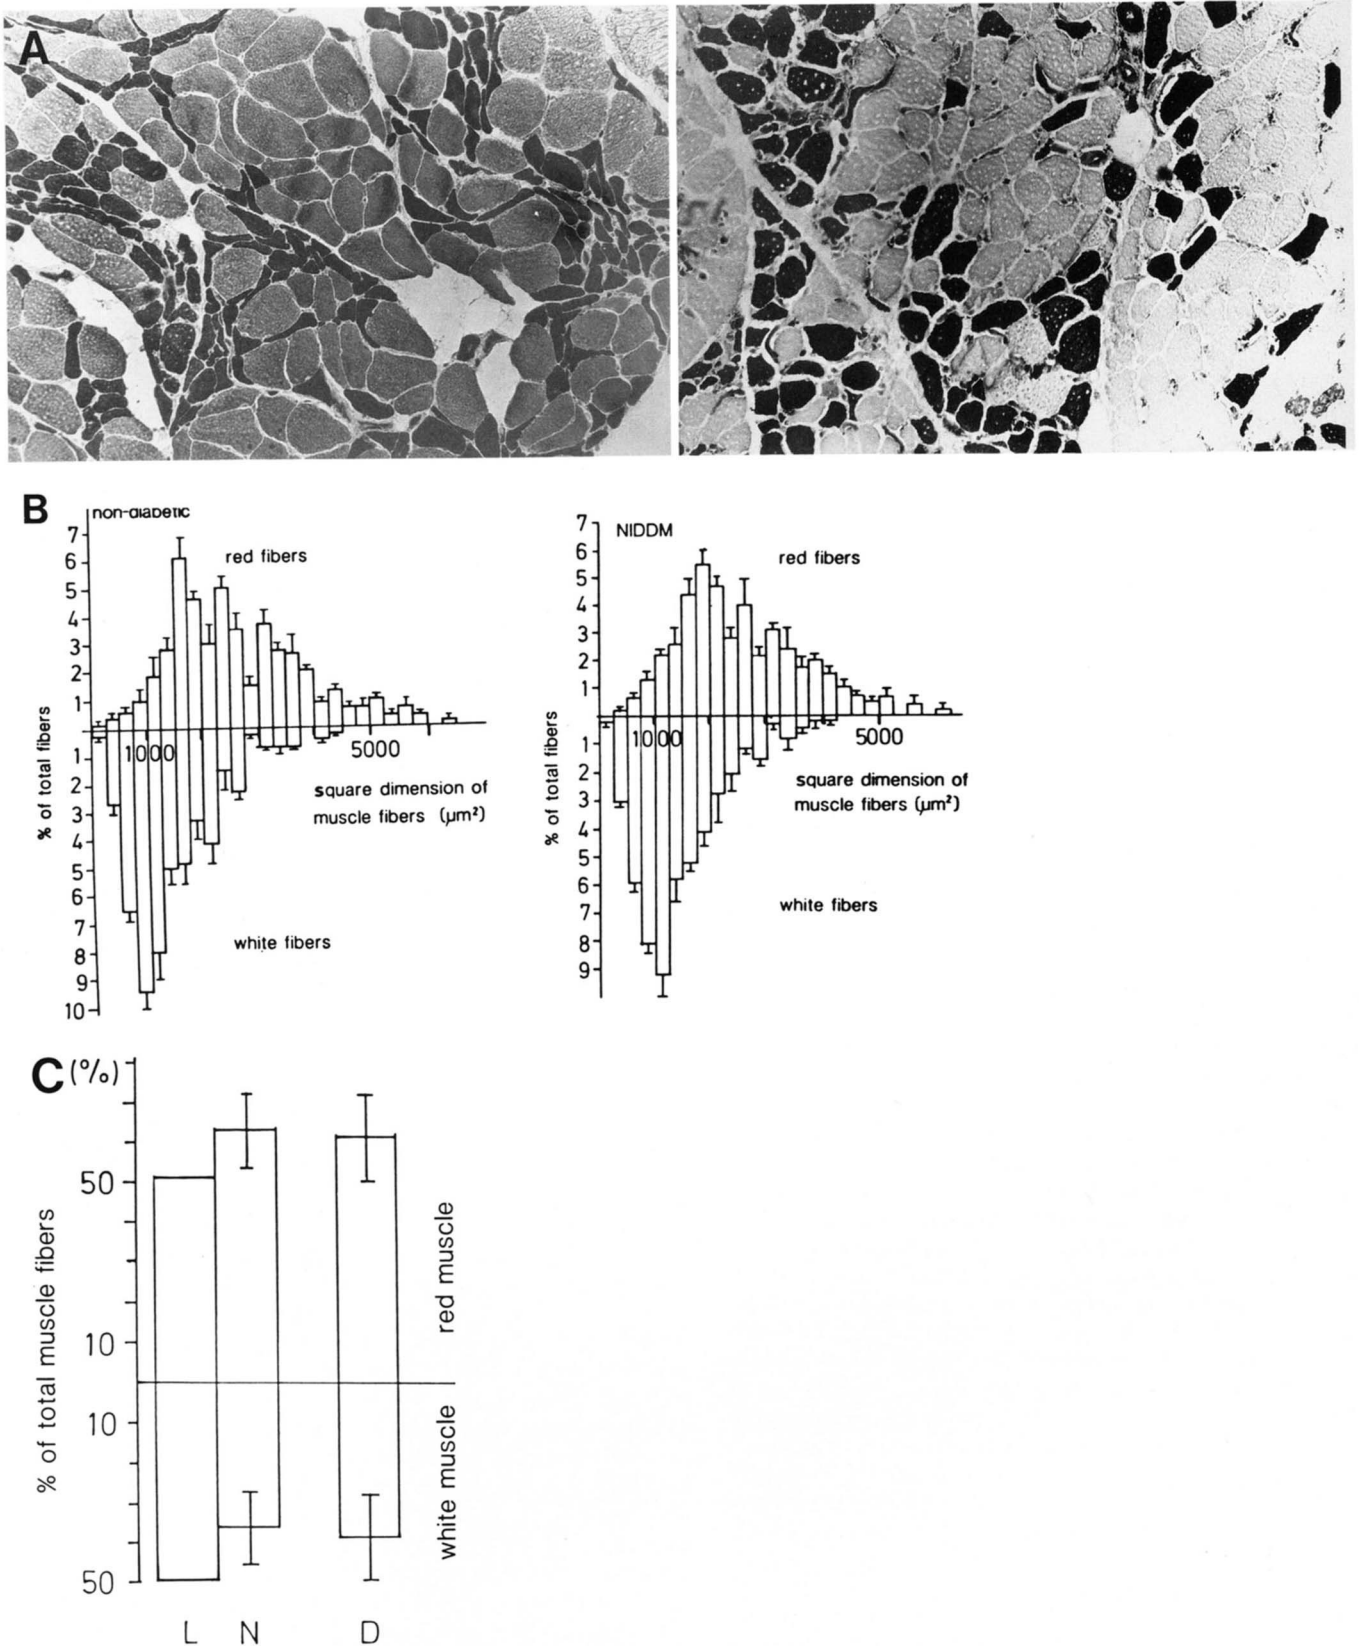 A
B
non-diabetic
7
6
5
4
3
2
1
1
2
3
4
5
6
7
8
9
10
% of total fibers
red fibers
1000
5000
square dimension of
muscle fibers (µm²)
white fibers
NIDDM
7
6
5
4
3
2
1
1
2
3
4
5
6
7
8
9
% of total fibers
red fibers
1000
5000
square dimension of
muscle fibers (µm²)
white fibers
C (%)
50
10
10
50
% of total muscle fibers
red muscle
white muscle
L N D